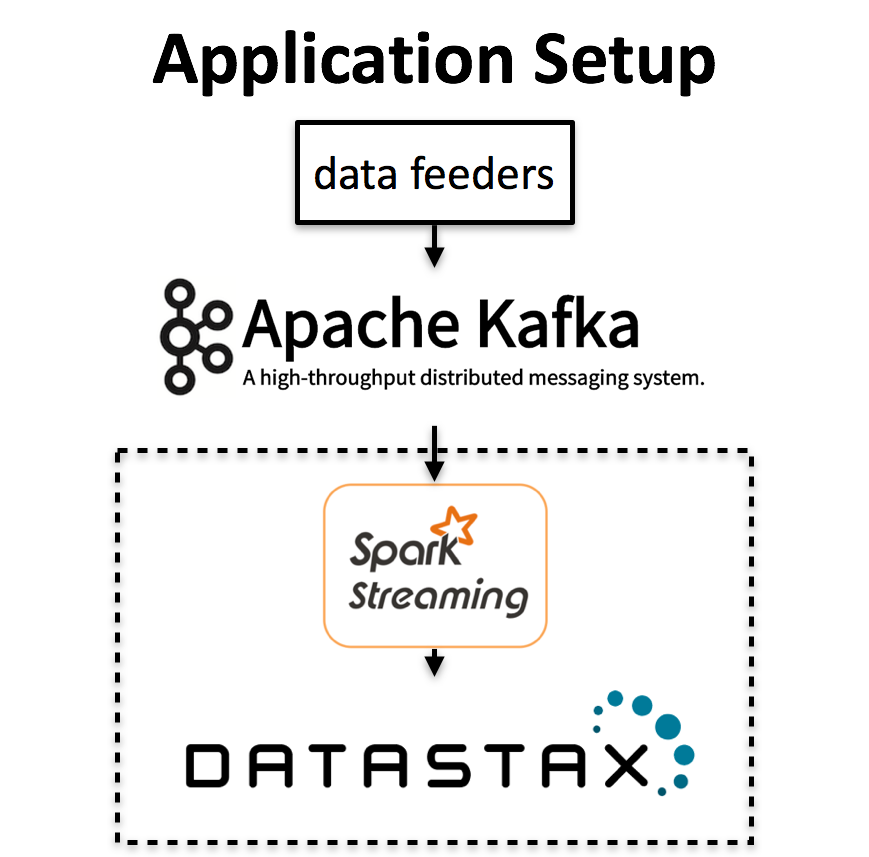 Application Setup
data feeders
Apache Kafka
A high-throughput distributed messaging system.
Spark
Streaming
DATASTAX